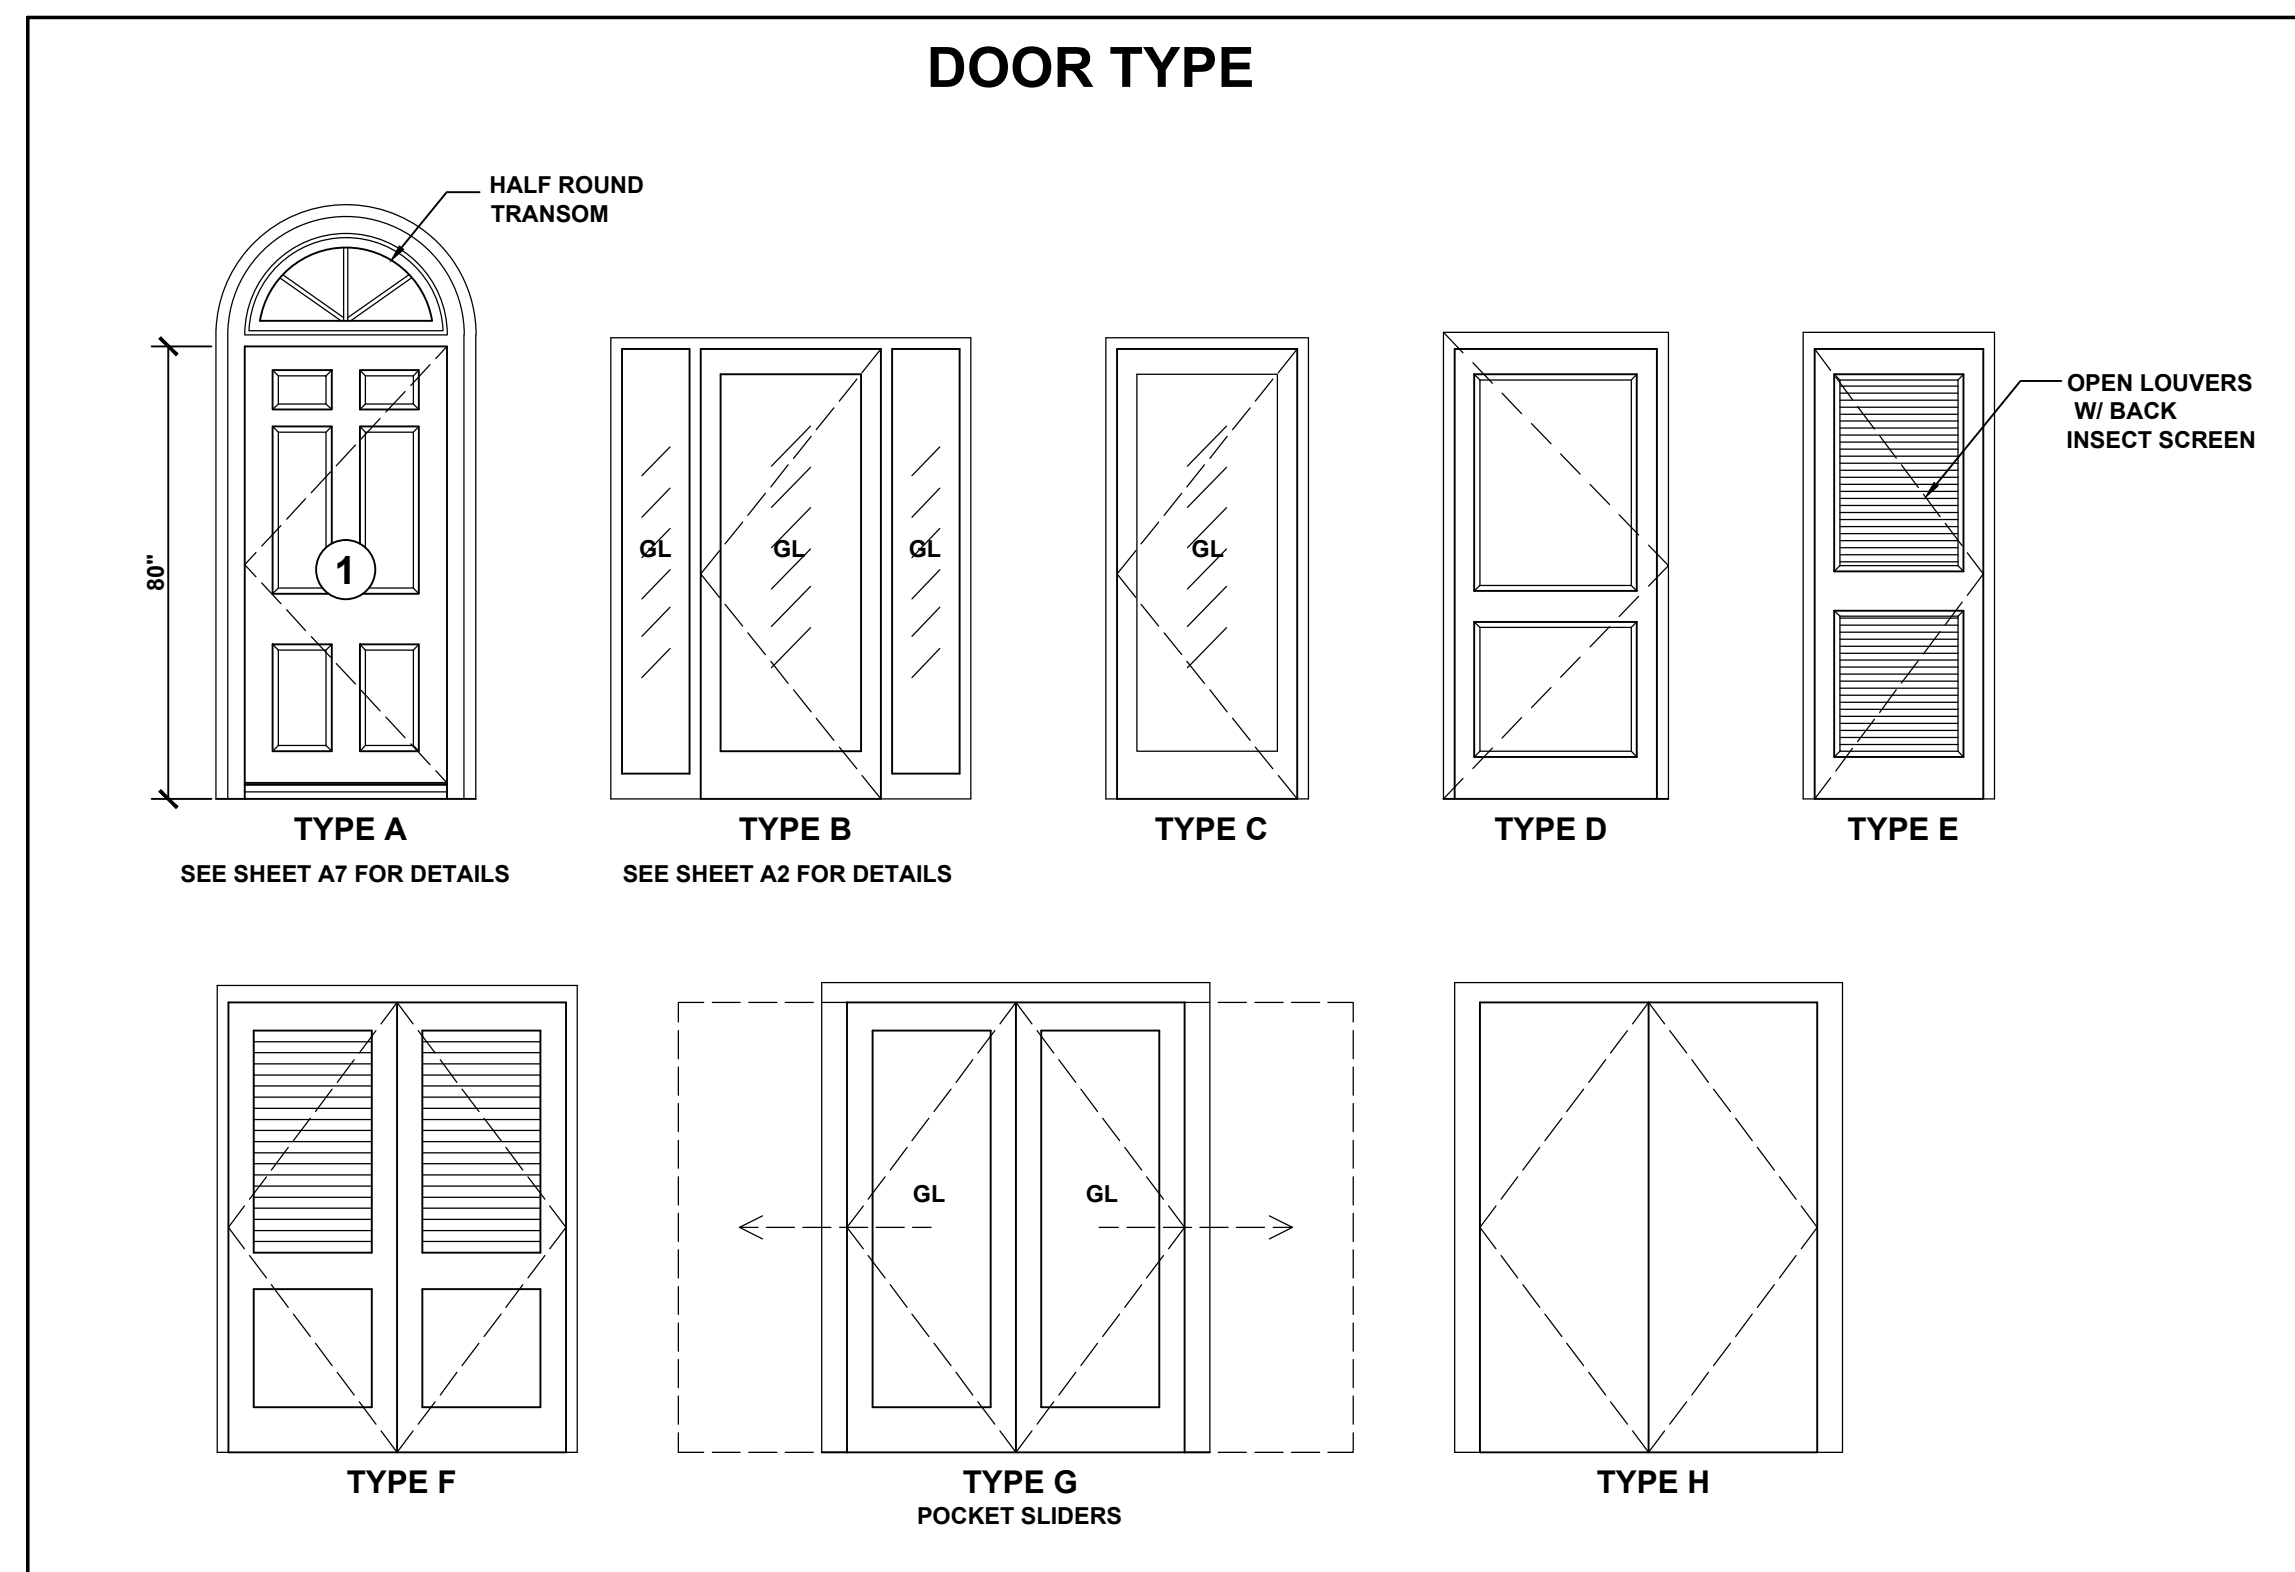 DOOR TYPE
HALF ROUND
TRANSOM
OPEN LOUVERS
W/ BACK
INSECT SCREEN
80"
1
GL
GL
GL
GL
TYPE A
TYPE B
TYPE C
TYPE D
TYPE E
SEE SHEET A7 FOR DETAILS
SEE SHEET A2 FOR DETAILS
GL
GL
TYPE F
TYPE G
TYPE H
POCKET SLIDERS